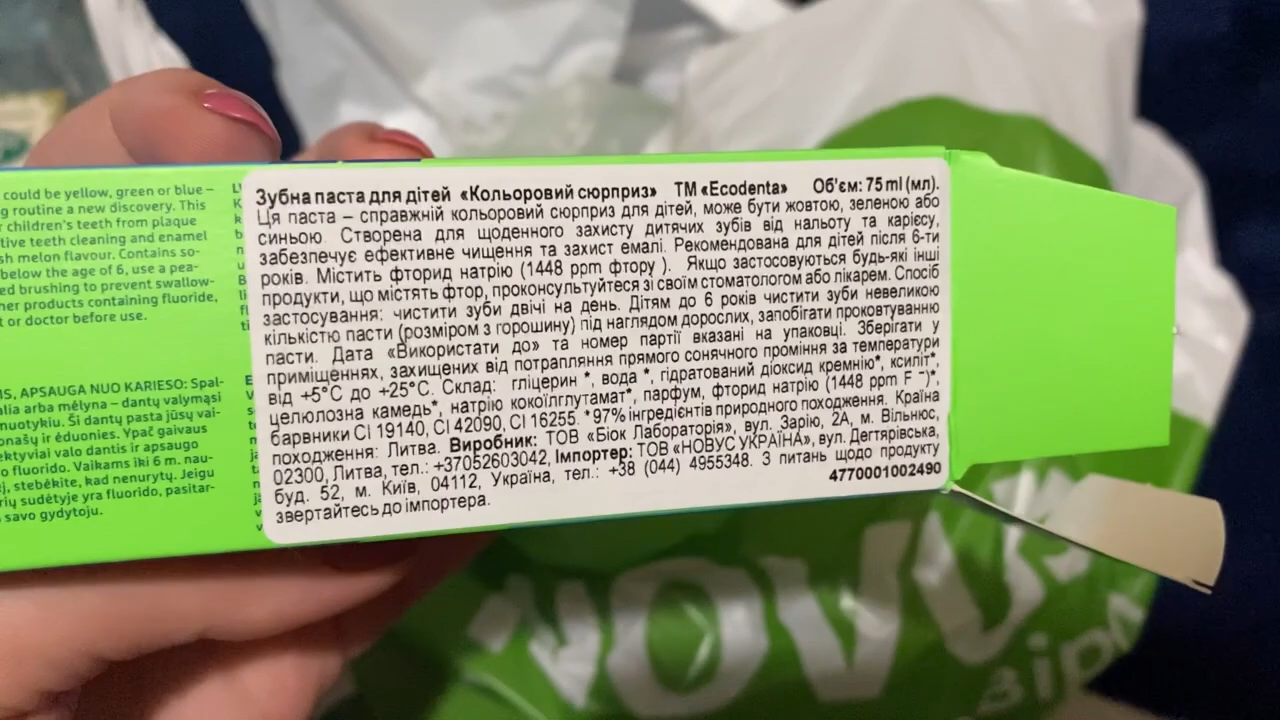 could be yellow, green or blue –
g routine a new discovery. This
children's teeth from plaque
tive teeth cleaning and enamel
sh melon flavour. Contains so-
below the age of 6, use a pea-
ed brushing to prevent swallow-
her products containing fluoride,
t or doctor before use.
MS, APSAUGA NUO KARIESO: Spal-
alia arba mėlyna – dantų valymąsi
nuotykiu. Ši dantų pasta jūsų vai-
onašų ir ėduonies. Ypač gaivaus
ektyviai valo dantis ir apsaugo
o fluorido. Vaikams iki 6 m. nau-
į, stebėkite, kad nenurytų. Jeigu
rių sudėtyje yra fluorido, pasitar-
savo gydytoju.
Зубна паста для дітей «Кольоровий сюрприз» ТМ «Ecodenta» Об'єм: 75 ml (мл).
Ця паста – справжній кольоровий сюрприз для дітей, може бути жовтою, зеленою або
синьою. Створена для щоденного захисту дитячих зубів від нальоту та карієсу,
забезпечує ефективне чищення та захист емалі. Рекомендована для дітей після 6-ти
років. Містить фторид натрію (1448 ppm фтору ). Якщо застосовуються будь-які інші
продукти, що містять фтор, проконсультуйтеся зі своїм стоматологом або лікарем. Спосіб
застосування: чистити зуби двічі на день. Дітям до 6 років чистити зуби невеликою
кількістю пасти (розміром з горошину) під наглядом дорослих, запобігати проковтуванню
пасти. Дата «Використати до» та номер партії вказані на упаковці. Зберігати у
приміщеннях, захищених від потрапляння прямого сонячного проміння за температури
від +5°C до +25°C. Склад: гліцерин *, вода *, гідратований діоксид кремнію*, ксиліт*,
целюлозна камедь*, натрію кокоїлглутамат*, парфум, фторид натрію (1448 ppm F ⁻)*,
барвники CI 19140, CI 42090, CI 16255. *97% інгредієнтів природного походження. Країна
походження: Литва. Виробник: ТОВ «Біок Лабораторія», вул. Зарію, 2А, м. Вільнюс,
02300, Литва, тел.: +37052603042, Імпортер: ТОВ «НОВУС УКРАЇНА», вул. Дегтярівська,
буд. 52, м. Київ, 04112, Україна, тел.: +38 (044) 4955348. З питань щодо продукту
звертайтесь до імпортера.
4770001002490
NOVUS